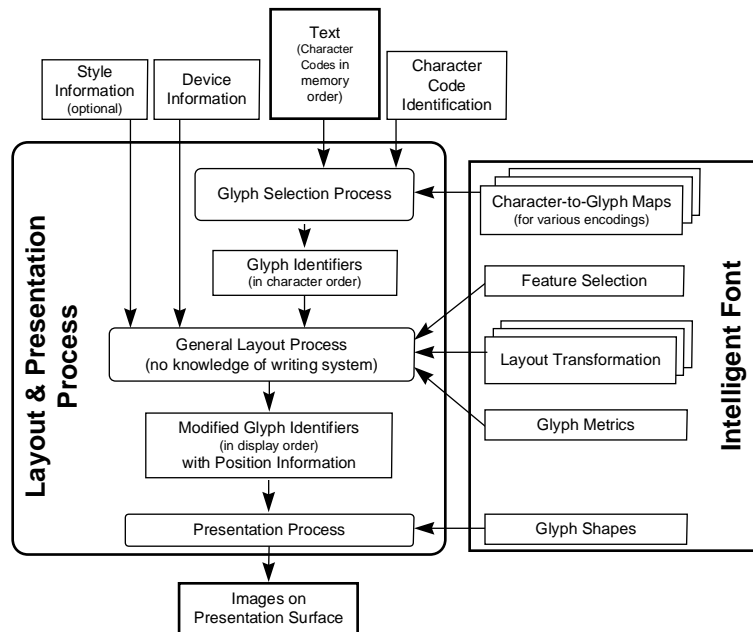 Text
(Character
Codes in
memory
order)
Style
Information
(optional)
Device
Information
Character
Code
Identification
Layout & Presentation
Process
Glyph Selection Process
Glyph Identifiers
(in character order)
General Layout Process
(no knowledge of writing system)
Modified Glyph Identifiers
(in display order)
with Position Information
Presentation Process
Images on
Presentation Surface
Character-to-Glyph Maps
(for various encodings)
Feature Selection
Layout Transformation
Glyph Metrics
Glyph Shapes
Intelligent Font